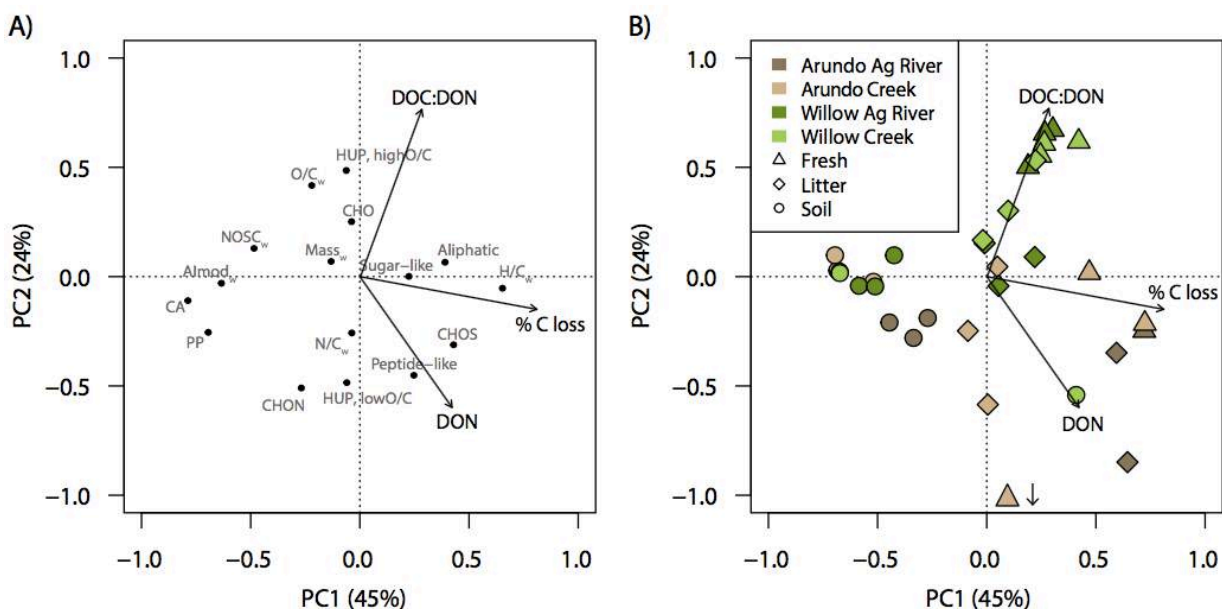 A)
DOC:DON
HUP, highO/C
O/Cw
CHO
NOSCw
Massw
Aliphatic
AImodw
Sugar-like
H/Cw
CA
% C loss
PP
N/Cw
CHOS
Peptide-like
CHON
HUP, lowO/C
DON
1.0
0.5
0.0
-0.5
-1.0
PC2 (24%)
-1.0
-0.5
0.0
0.5
1.0
PC1 (45%)
B)
Arundo Ag River
Arundo Creek
Willow Ag River
Willow Creek
Fresh
Litter
Soil
DOC:DON
% C loss
DON
1.0
0.5
0.0
-0.5
-1.0
PC2 (24%)
-1.0
-0.5
0.0
0.5
1.0
PC1 (45%)